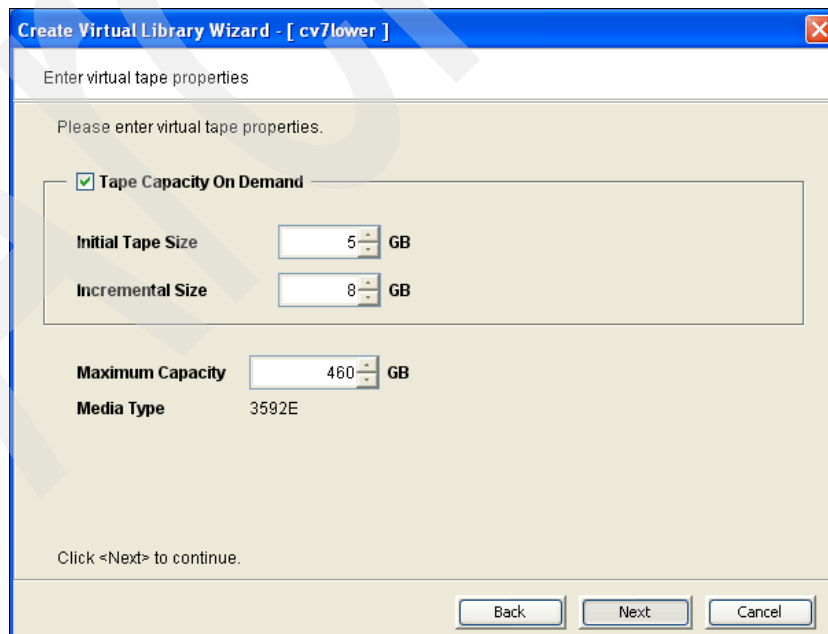 Create Virtual Library Wizard - [ cv7lower ]
Enter virtual tape properties
Please enter virtual tape properties.
Tape Capacity On Demand
Initial Tape Size 5 GB
Incremental Size 8 GB
Maximum Capacity 460 GB
Media Type 3592E
Click <Next> to continue.
Back Next Cancel